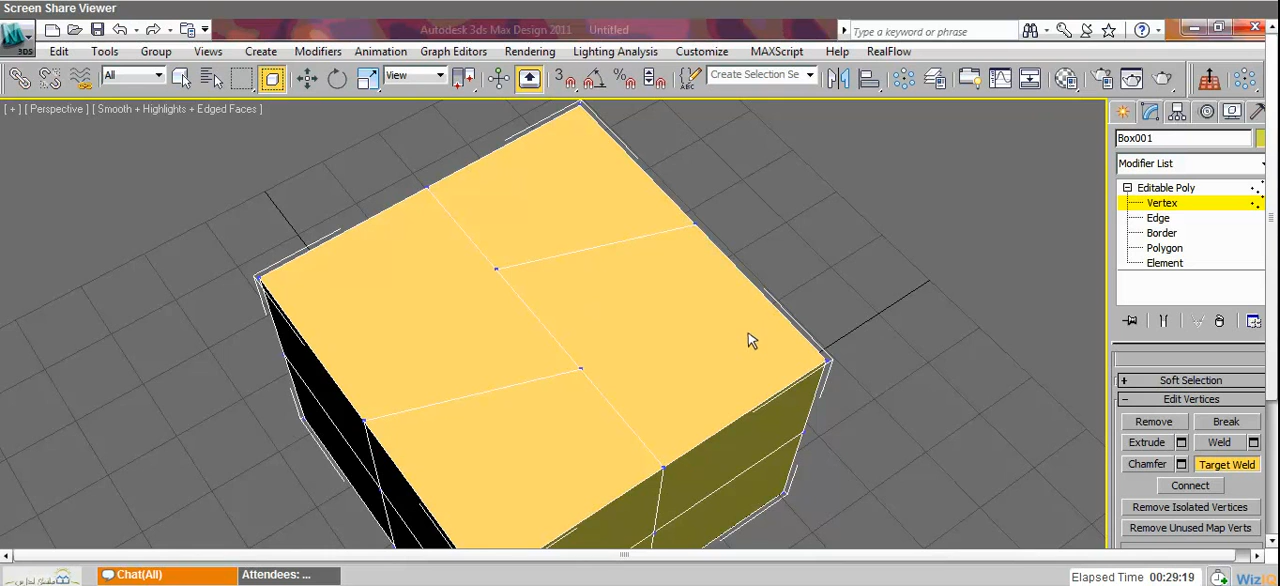 Screen Share Viewer
Autodesk 3ds Max Design 2011 Untitled
Type a keyword or phrase
3DS
Edit Tools Group Views Create Modifiers Animation Graph Editors Rendering Lighting Analysis Customize MAXScript Help RealFlow
All
View
3
ABC
Create Selection Se
[ + ] [ Perspective ] [ Smooth + Highlights + Edged Faces ]
Box001
Modifier List
Editable Poly
Vertex
Edge
Border
Polygon
Element
+ Soft Selection
- Edit Vertices
Remove Break
Extrude Weld
Chamfer Target Weld
Connect
Remove Isolated Vertices
Remove Unused Map Verts
Chat(All)
Attendees: ...
Elapsed Time 00:29:19